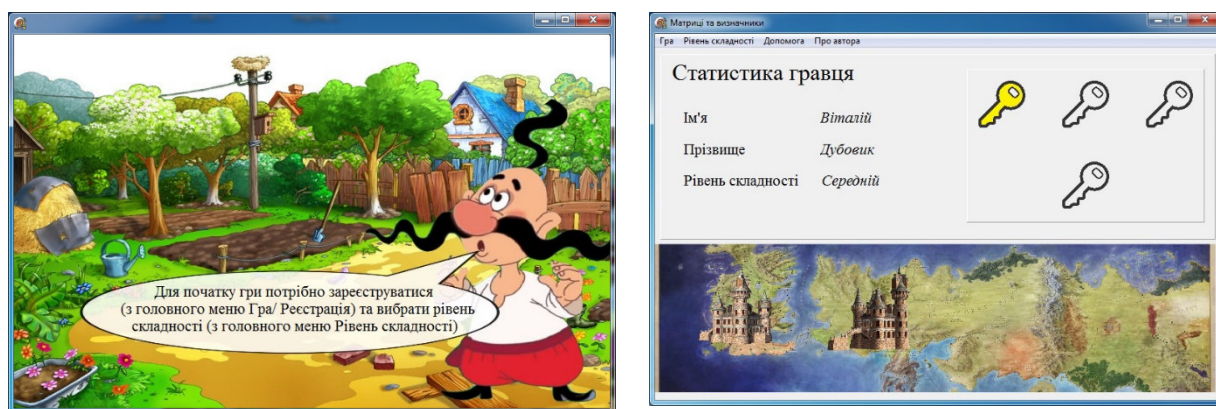 Для початку гри потрібно зареєструватися
(з головного меню Гра/ Реєстрація) та вибрати рівень
складності (з головного меню Рівень складності)
Матриці та визначники
Гра Рівень складності Допомога Про автора
Статистика гравця
Ім'я Віталій
Прізвище Дубовик
Рівень складності Середній